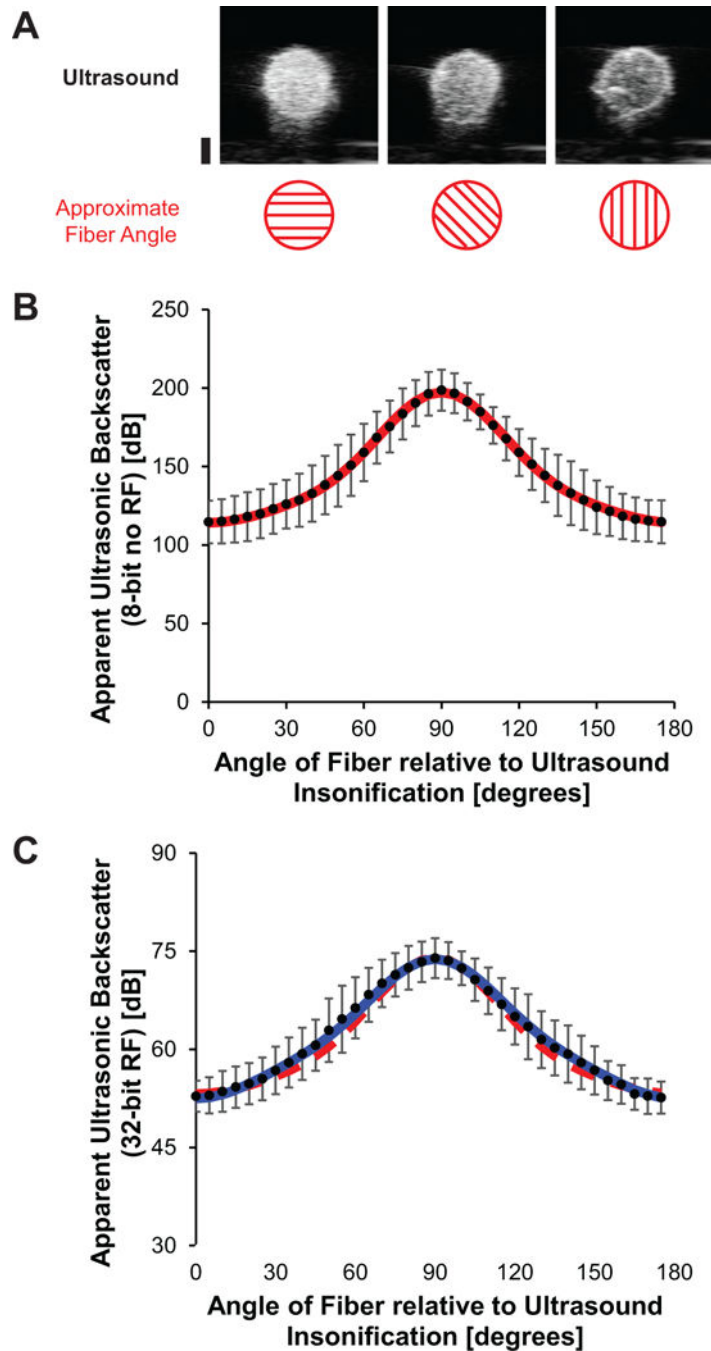 A
Ultrasound
Approximate
Fiber Angle
B
Apparent Ultrasonic Backscatter
(8-bit no RF) [dB]
250
200
150
100
50
0
0 30 60 90 120 150 180
Angle of Fiber relative to Ultrasound
Insonification [degrees]
C
Apparent Ultrasonic Backscatter
(32-bit RF) [dB]
90
75
60
45
30
0 30 60 90 120 150 180
Angle of Fiber relative to Ultrasound
Insonification [degrees]